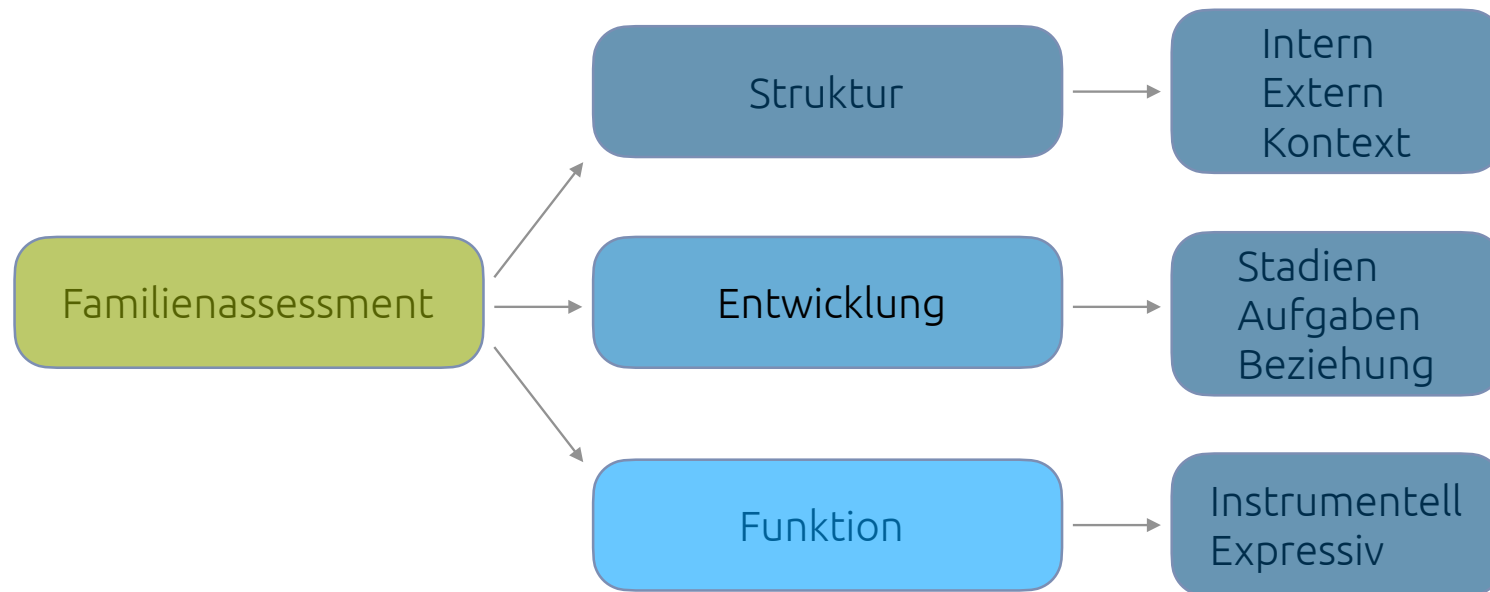 Familienassessment
Struktur
Intern
Extern
Kontext
Entwicklung
Stadien
Aufgaben
Beziehung
Funktion
Instrumentell
Expressiv